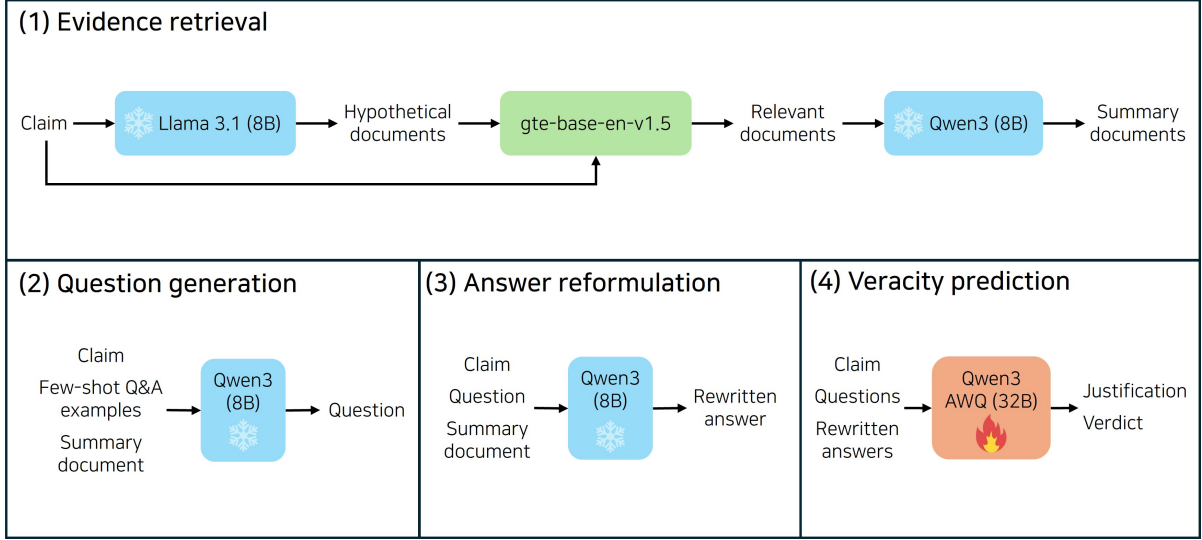 (1) Evidence retrieval
Claim
Llama 3.1 (8B)
Hypothetical
documents
gte-base-en-v1.5
Relevant
documents
Qwen3 (8B)
Summary
documents
(2) Question generation
Claim
Few-shot Q&A
examples
Summary
document
Qwen3
(8B)
Question
(3) Answer reformulation
Claim
Question
Summary
document
Qwen3
(8B)
Rewritten
answer
(4) Veracity prediction
Claim
Questions
Rewritten
answers
Qwen3
AWQ (32B)
Justification
Verdict